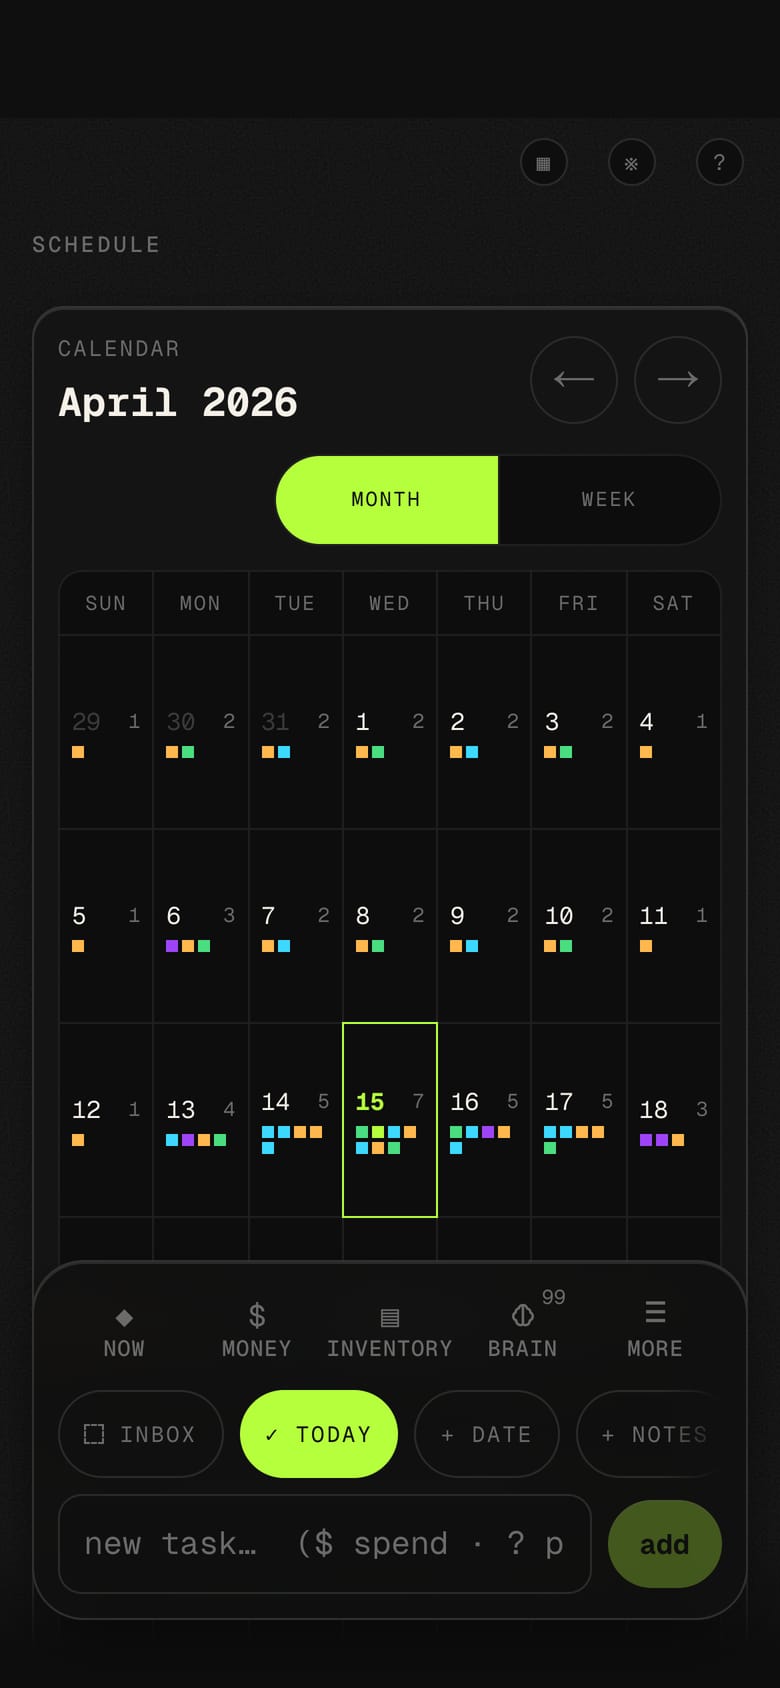 ?
SCHEDULE
CALENDAR
April 2026
← →
MONTH WEEK
SUN MON TUE WED THU FRI SAT
29 1 30 2 31 2 1 2 2 2 3 2 4 1
5 1 6 3 7 2 8 2 9 2 10 2 11 1
12 1 13 4 14 5 15 7 16 5 17 5 18 3
◆ $ ▤ 99 ☰
NOW MONEY INVENTORY BRAIN MORE
INBOX ✓ TODAY + DATE + NOTES
new task… ($ spend · ? p add